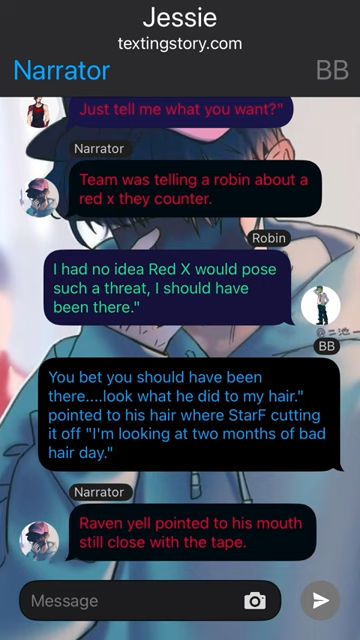 Jessie
textingstory.com
Narrator
BB
Just tell me what you want?"
Narrator
Team was telling a robin about a
red x they counter.
Robin
I had no idea Red X would pose
such a threat, I should have
been there."
BB
You bet you should have been
there....look what he did to my hair."
pointed to his hair where StarF cutting
it off "I'm looking at two months of bad
hair day."
Narrator
Raven yell pointed to his mouth
still close with the tape.
Message